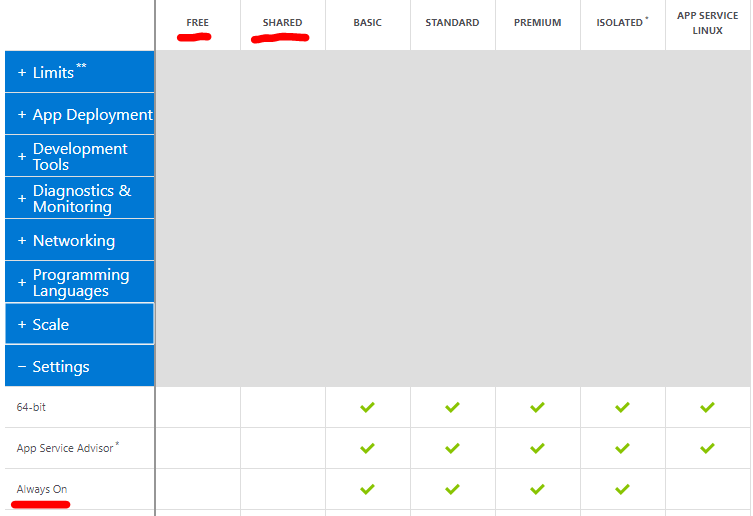 FREE SHARED BASIC STANDARD PREMIUM ISOLATED * APP SERVICE
LINUX
+ Limits**
+ App Deployment
+ Development
Tools
+ Diagnostics &
Monitoring
+ Networking
+ Programming
Languages
+ Scale
− Settings
64-bit
App Service Advisor*
Always On